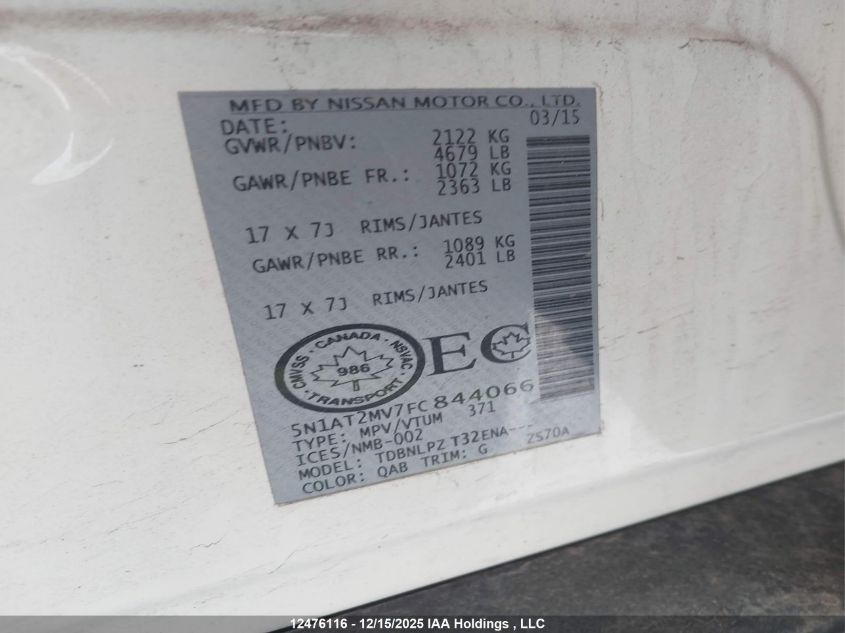 MFD BY NISSAN MOTOR CO., LTD.
DATE: 03/15
GVWR/PNBV: 2122 KG
4679 LB
GAWR/PNBE FR.: 1072 KG
2363 LB
17 X 7J RIMS/JANTES
GAWR/PNBE RR.: 1089 KG
2401 LB
17 X 7J RIMS/JANTES
CMVSS · CANADA · NSVAC · TRANSPORT
986
EC
5N1AT2MV7FC844066
TYPE: MPV/VTUM 371
ICES/NMB-002
MODEL: TDBNLPZ T32ENA---
COLOR: QAB TRIM: G ZS70A
12476116 - 12/15/2025 IAA Holdings , LLC